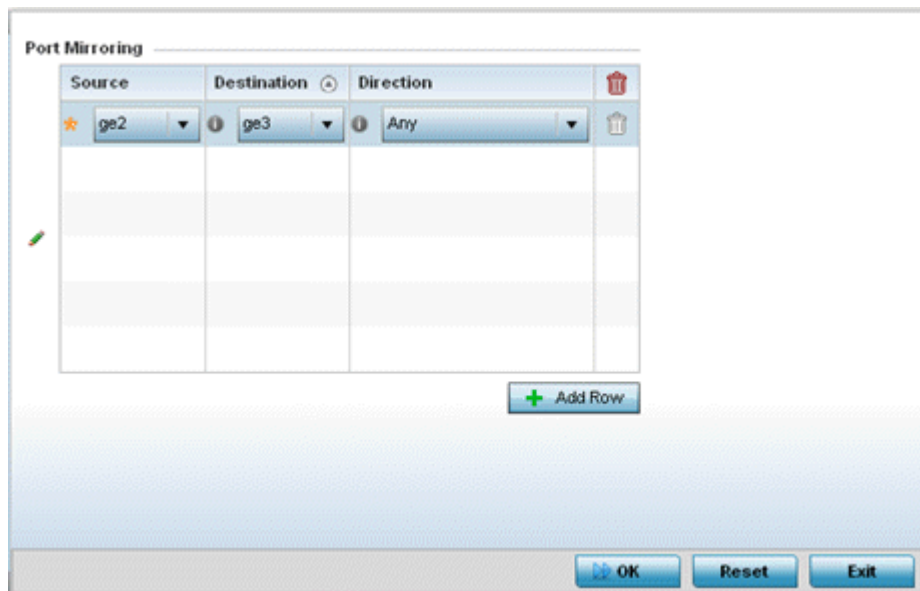 Port Mirroring
Source Destination Direction
ge2 ge3 Any
Add Row
OK Reset Exit